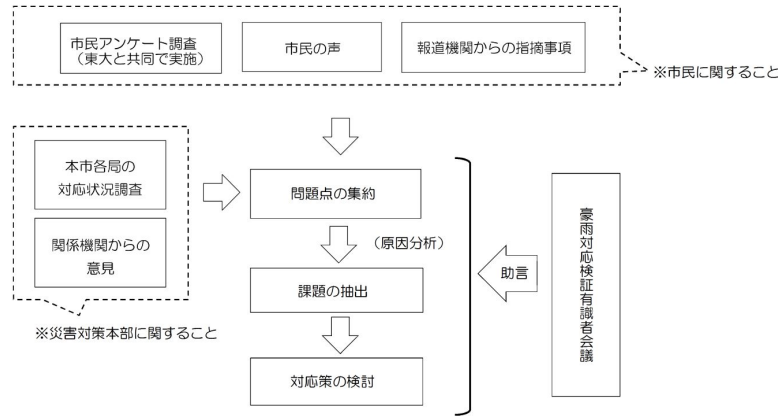 市民アンケート調査
（東大と共同で実施）
市民の声
報道機関からの指摘事項
※市民に関すること
本市各局の
対応状況調査
関係機関からの
意見
※災害対策本部に関すること
問題点の集約
（原因分析）
課題の抽出
対応策の検討
助言
豪雨対応検証有識者会議